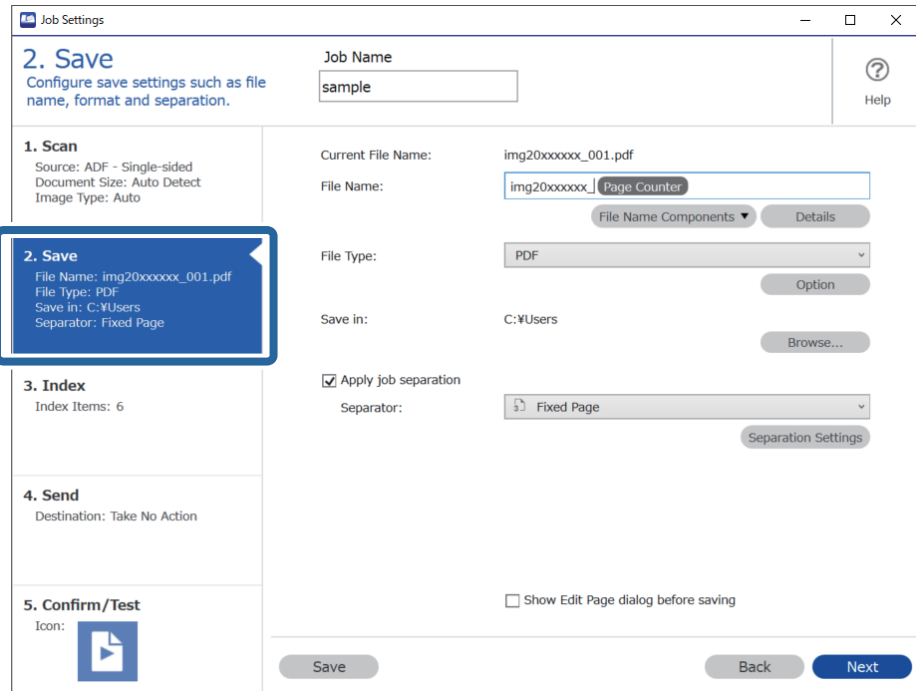 Job Settings
2. Save
Configure save settings such as file
name, format and separation.
Job Name
sample
Help
1. Scan
Source: ADF - Single-sided
Document Size: Auto Detect
Image Type: Auto
2. Save
File Name: img20xxxxxx_001.pdf
File Type: PDF
Save in: C:¥Users
Separator: Fixed Page
3. Index
Index Items: 6
4. Send
Destination: Take No Action
5. Confirm/Test
Icon:
Current File Name: img20xxxxxx_001.pdf
File Name: img20xxxxxx_ Page Counter
File Name Components ▼ Details
File Type: PDF
Option
Save in: C:¥Users
Browse...
Apply job separation
Separator: Fixed Page
Separation Settings
Show Edit Page dialog before saving
Save Back Next